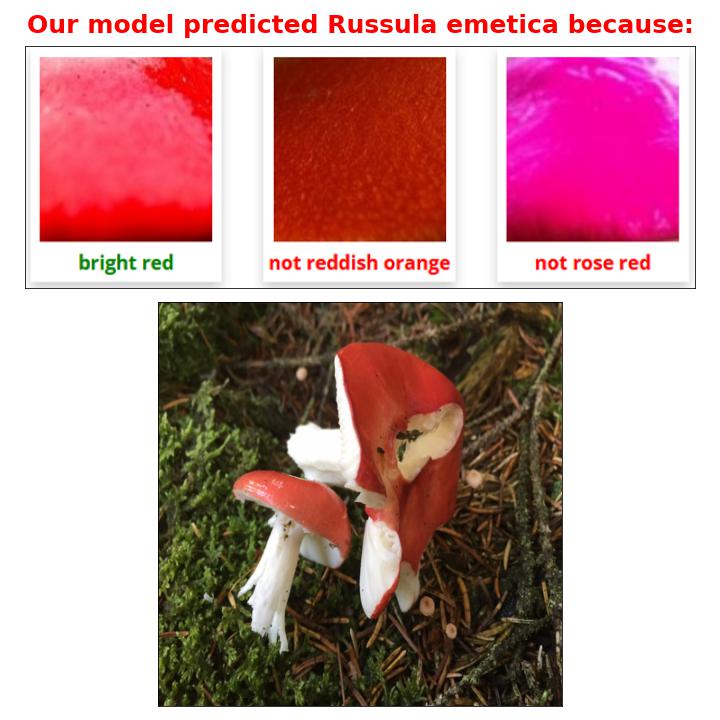 Our model predicted Russula emetica because:
bright red
not reddish orange
not rose red